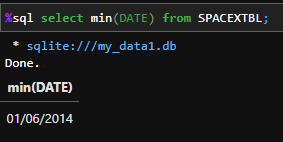 %sql select min(DATE) from SPACEXTBL;
* sqlite:///my_data1.db
Done.
min(DATE)
01/06/2014